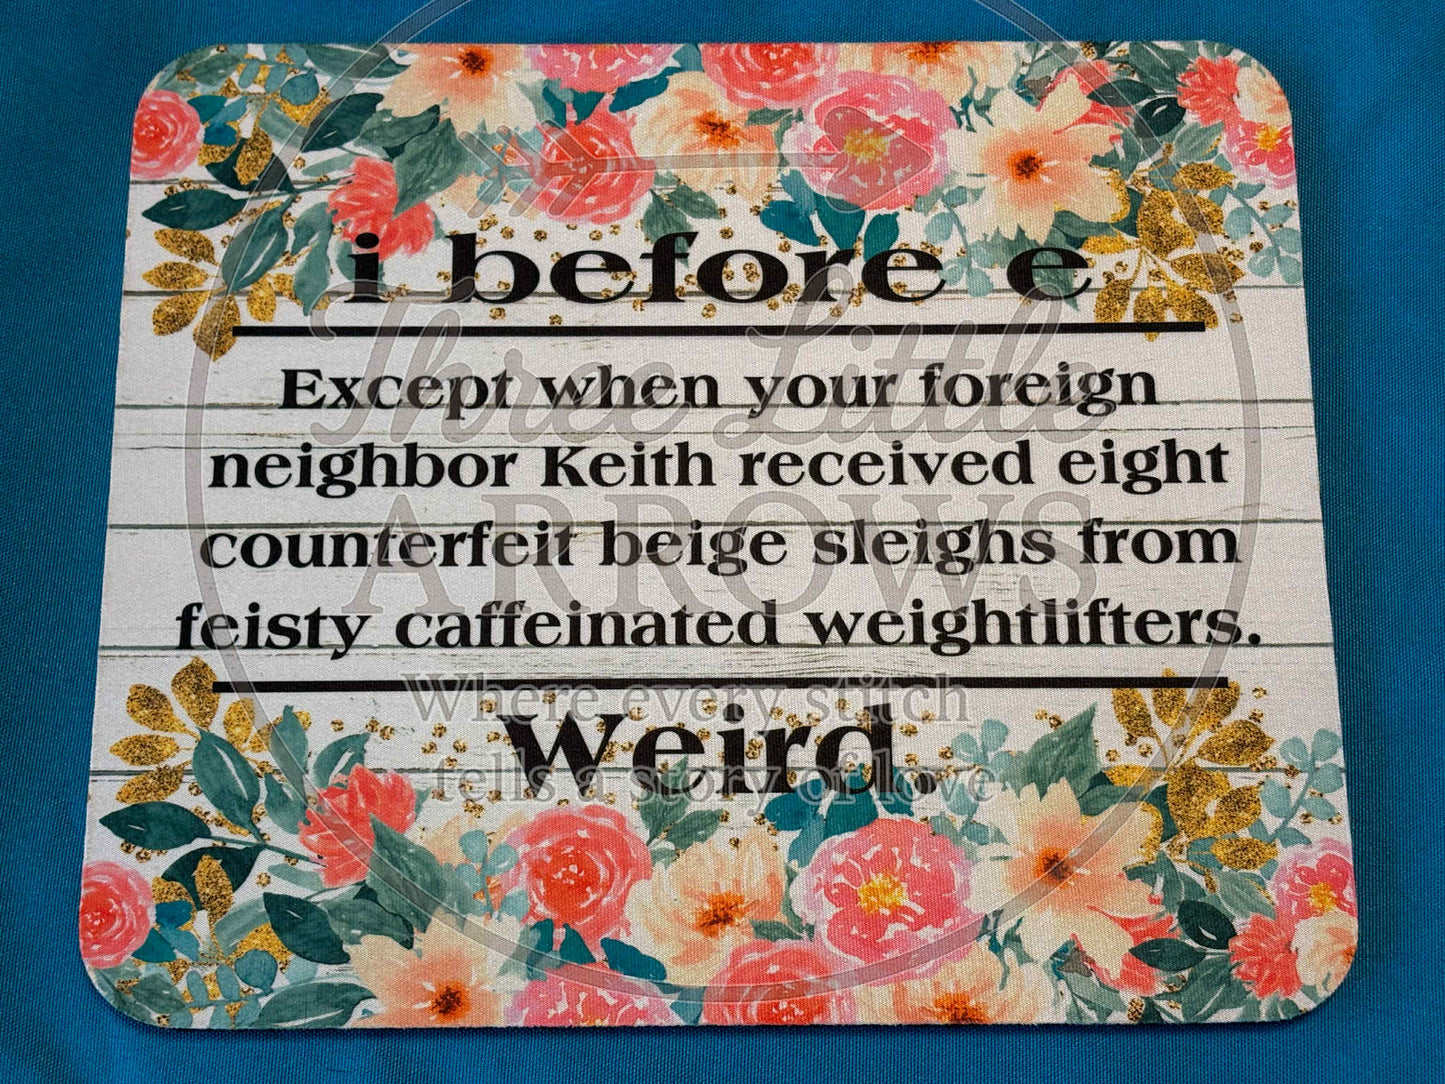 i before e
Except when your foreign
neighbor Keith received eight
counterfeit beige sleighs from
feisty caffeinated weightlifters.
Weird.
Three Little
ARROWS
Where every stitch
tells a story of love